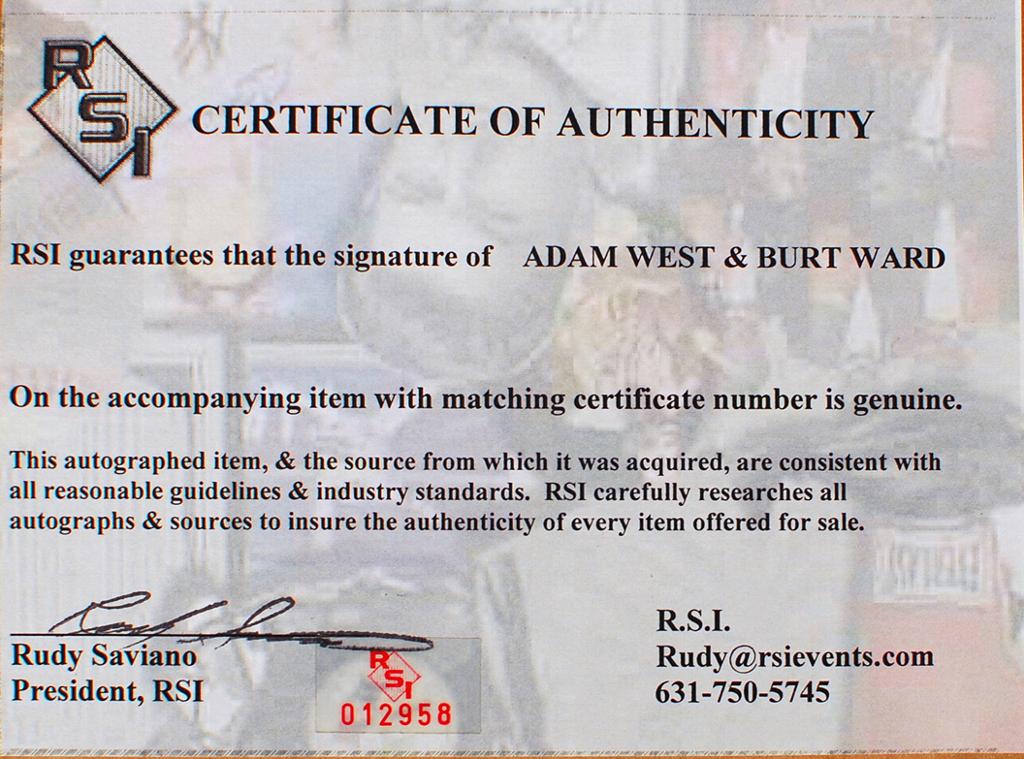 RSI
CERTIFICATE OF AUTHENTICITY
RSI guarantees that the signature of ADAM WEST & BURT WARD
On the accompanying item with matching certificate number is genuine.
This autographed item, & the source from which it was acquired, are consistent with
all reasonable guidelines & industry standards. RSI carefully researches all
autographs & sources to insure the authenticity of every item offered for sale.
Rudy Saviano
President, RSI
RSI
012958
R.S.I.
Rudy@rsievents.com
631-750-5745